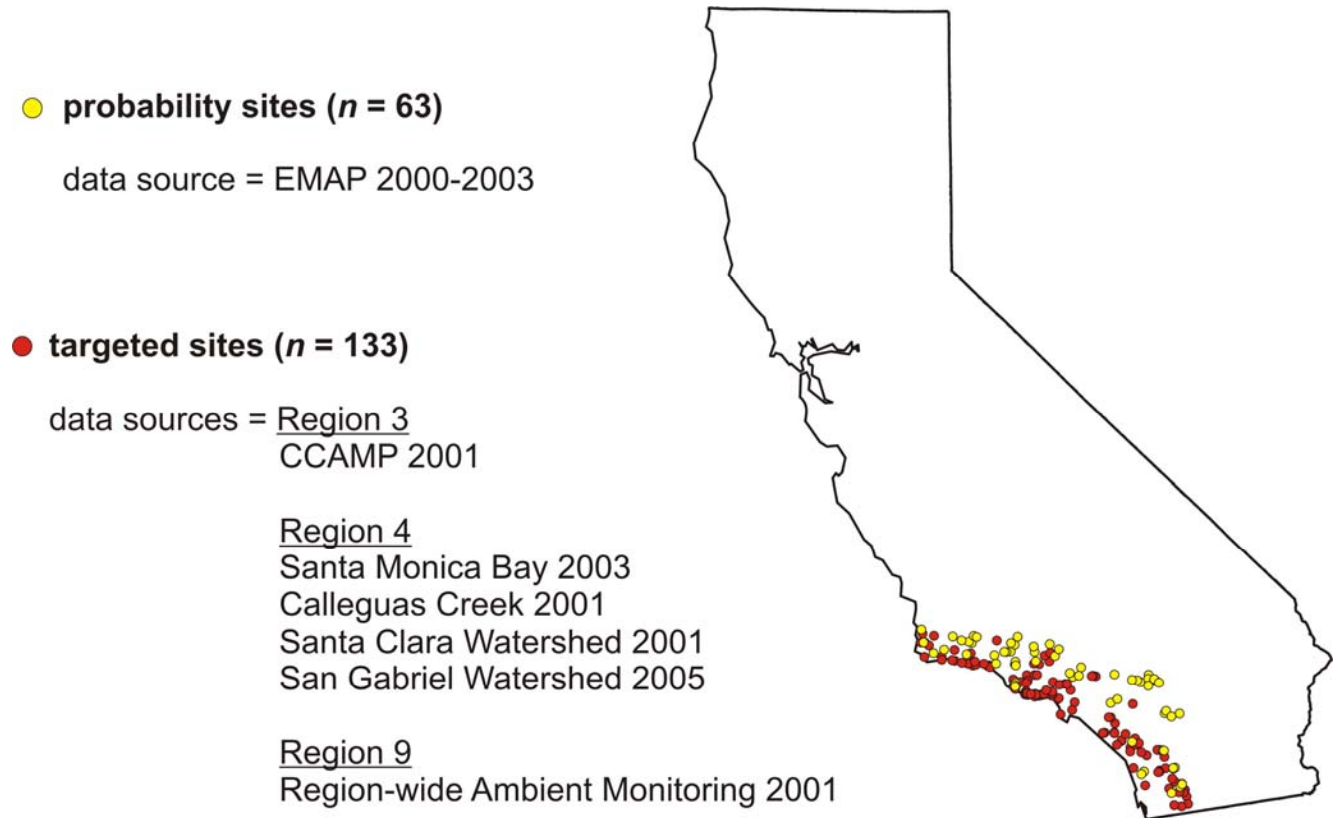 probability sites (n = 63)
data source = EMAP 2000-2003
targeted sites (n = 133)
data sources = Region 3
CCAMP 2001
Region 4
Santa Monica Bay 2003
Calleguas Creek 2001
Santa Clara Watershed 2001
San Gabriel Watershed 2005
Region 9
Region-wide Ambient Monitoring 2001